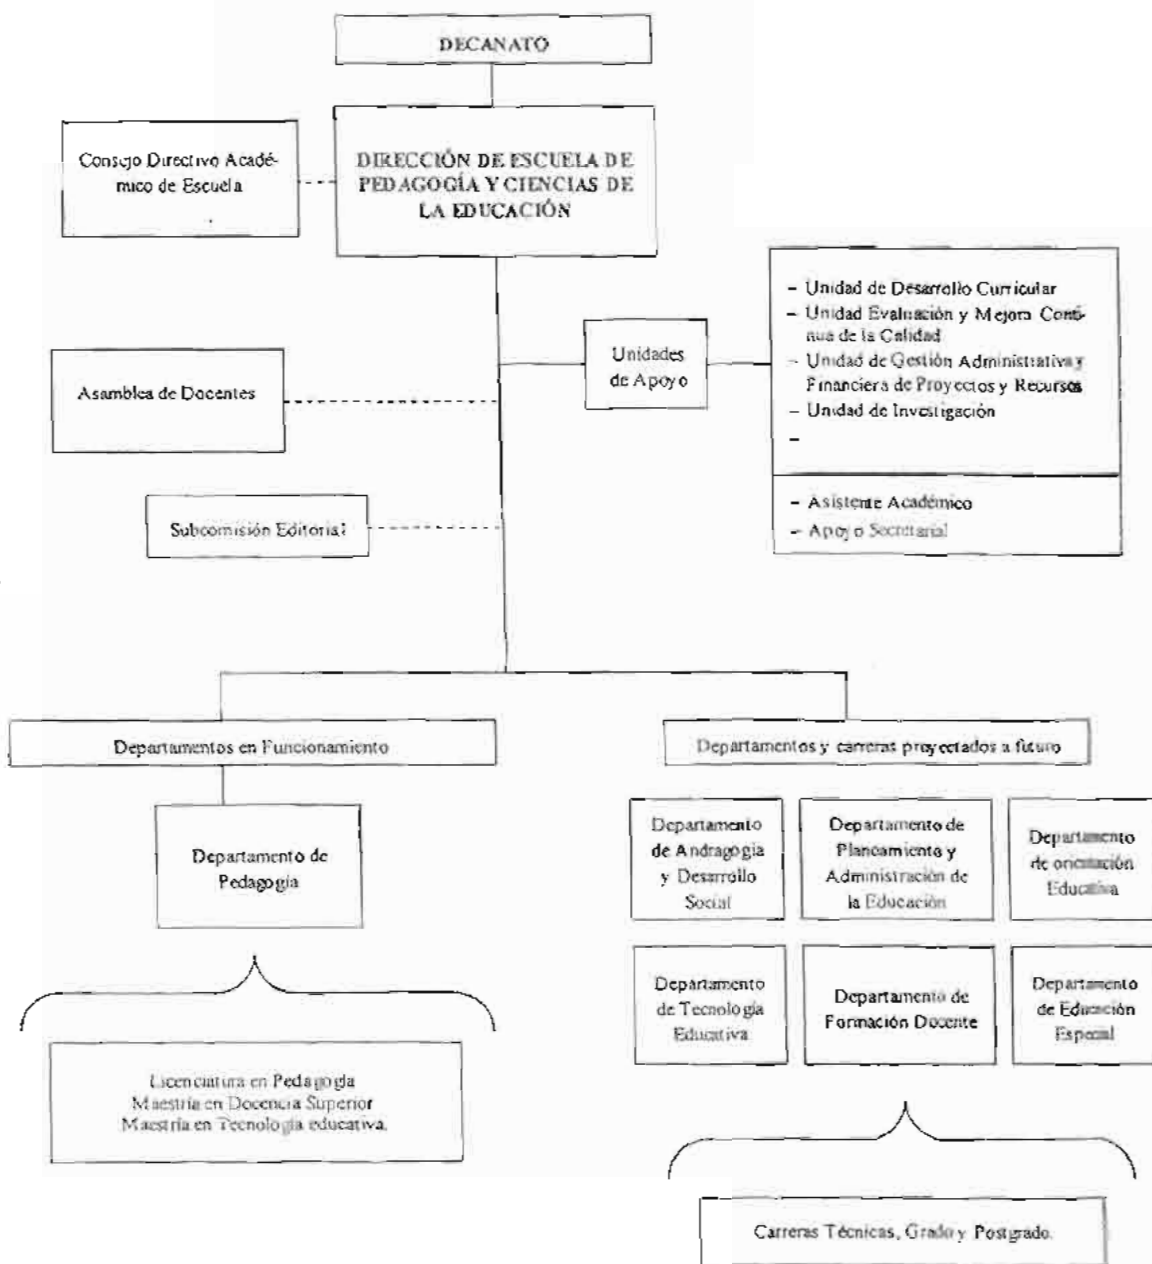 DECANATO
Consejo Directivo Acadé-
mico de Escuela
DIRECCIÓN DE ESCUELA DE
PEDAGOGÍA Y CIENCIAS DE
LA EDUCACIÓN
Unidades
de Apoyo
– Unidad de Desarrollo Curricular
– Unidad Evaluación y Mejora Conti-
nua de la Calidad
– Unidad de Gestión Administrativa y
Financiera de Proyectos y Recursos
– Unidad de Investigación
–
– Asistente Académico
– Apoyo Secretarial
Asamblea de Docentes
Subcomisión Editorial
Departamentos en Funcionamiento
Departamento de
Pedagogía
Licenciatura en Pedagogía
Maestría en Docencia Superior
Maestría en Tecnología educativa.
Departamentos y carreras proyectados a futuro
Departamento
de Andragogía
y Desarrollo
Social
Departamento de
Planeamiento y
Administración de
la Educación
Departamento
de orientación
Educativa
Departamento
de Tecnología
Educativa
Departamento de
Formación Docente
Departamento
de Educación
Especial
Carreras Técnicas, Grado y Postgrado.